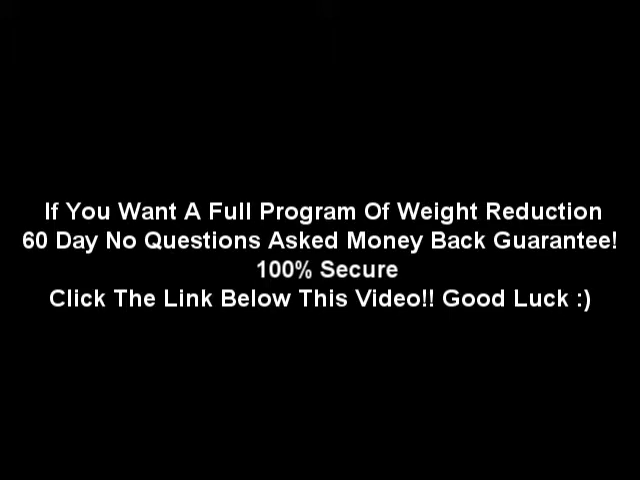 If You Want A Full Program Of Weight Reduction
60 Day No Questions Asked Money Back Guarantee!
100% Secure
Click The Link Below This Video!! Good Luck :)